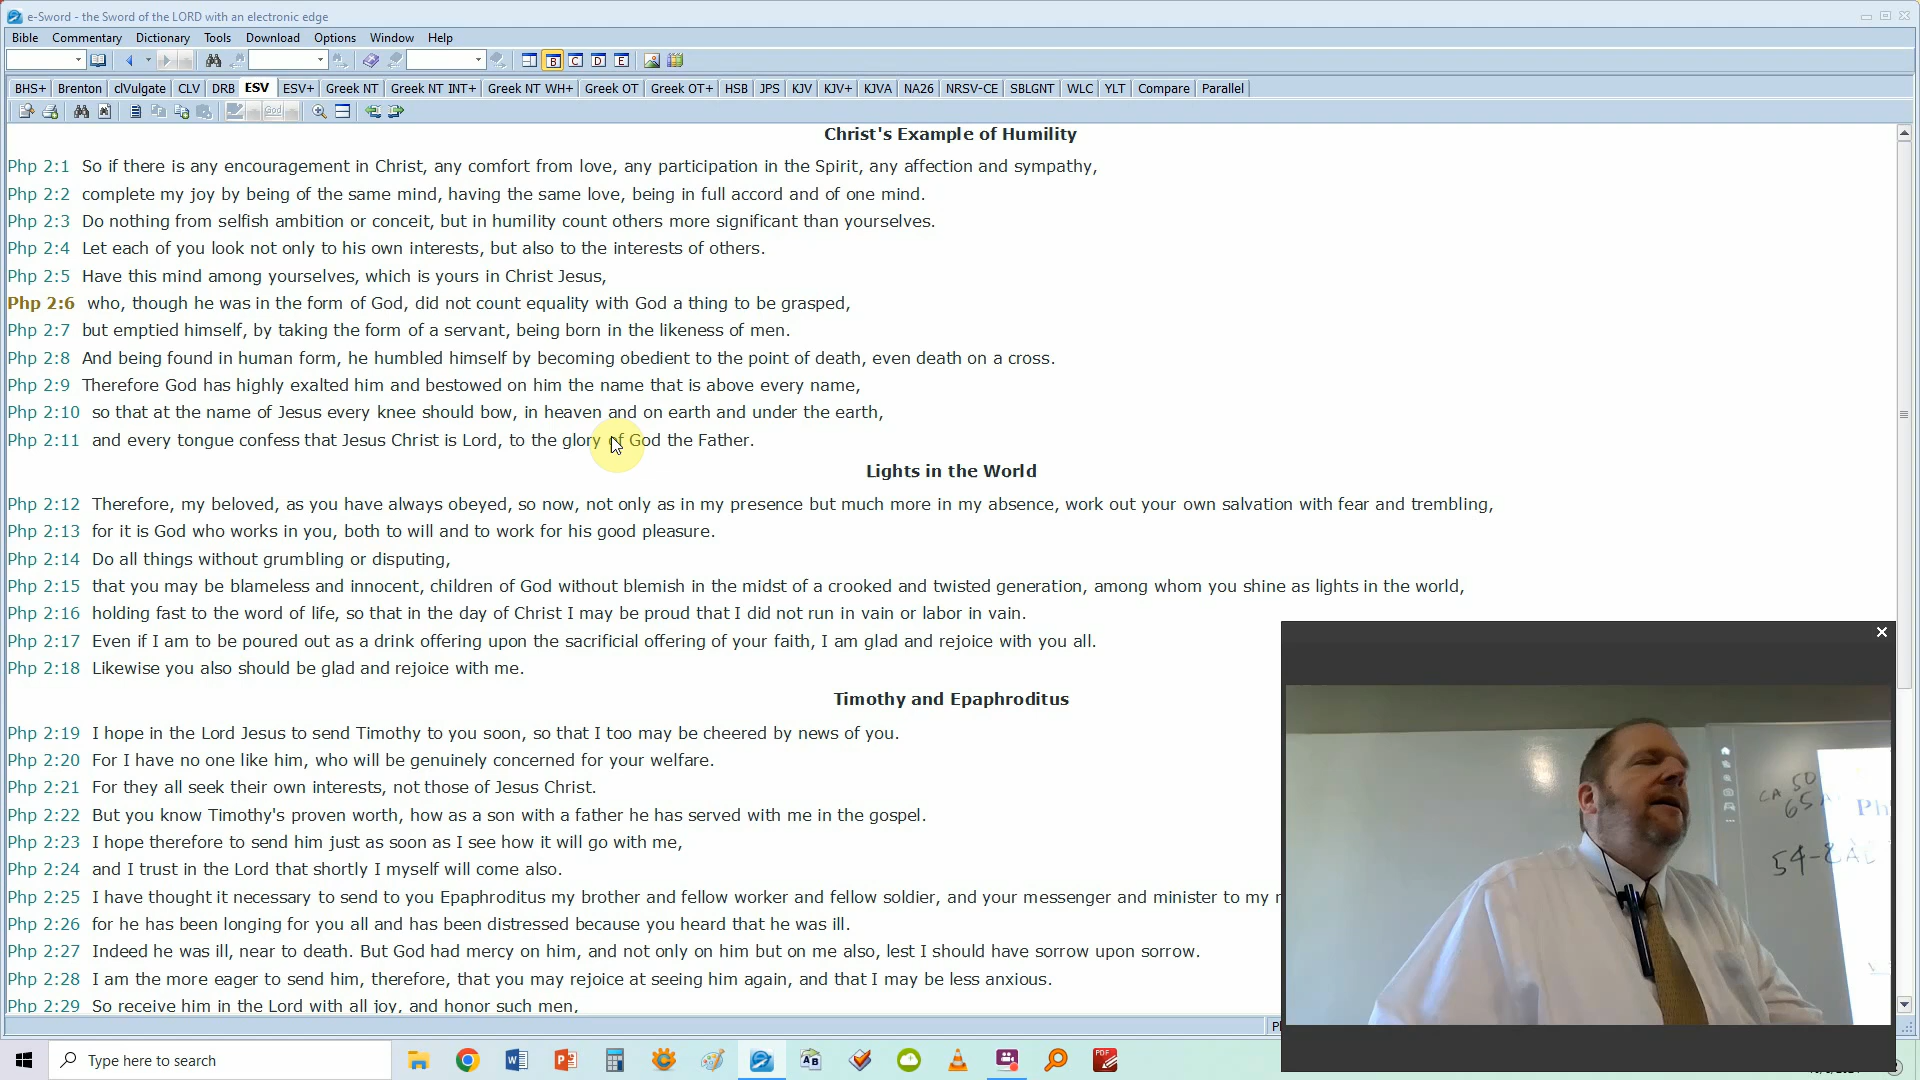 e-Sword - the Sword of the LORD with an electronic edge
Bible Commentary Dictionary Tools Download Options Window Help
B C D E
BHS+ Brenton clVulgate CLV DRB ESV ESV+ Greek NT Greek NT INT+ Greek NT WH+ Greek OT Greek OT+ HSB JPS KJV KJV+ KJVA NA26 NRSV-CE SBLGNT WLC YLT Compare Parallel
God
Christ's Example of Humility
Php 2:1 So if there is any encouragement in Christ, any comfort from love, any participation in the Spirit, any affection and sympathy,
Php 2:2 complete my joy by being of the same mind, having the same love, being in full accord and of one mind.
Php 2:3 Do nothing from selfish ambition or conceit, but in humility count others more significant than yourselves.
Php 2:4 Let each of you look not only to his own interests, but also to the interests of others.
Php 2:5 Have this mind among yourselves, which is yours in Christ Jesus,
Php 2:6 who, though he was in the form of God, did not count equality with God a thing to be grasped,
Php 2:7 but emptied himself, by taking the form of a servant, being born in the likeness of men.
Php 2:8 And being found in human form, he humbled himself by becoming obedient to the point of death, even death on a cross.
Php 2:9 Therefore God has highly exalted him and bestowed on him the name that is above every name,
Php 2:10 so that at the name of Jesus every knee should bow, in heaven and on earth and under the earth,
Php 2:11 and every tongue confess that Jesus Christ is Lord, to the glory of God the Father.
Lights in the World
Php 2:12 Therefore, my beloved, as you have always obeyed, so now, not only as in my presence but much more in my absence, work out your own salvation with fear and trembling,
Php 2:13 for it is God who works in you, both to will and to work for his good pleasure.
Php 2:14 Do all things without grumbling or disputing,
Php 2:15 that you may be blameless and innocent, children of God without blemish in the midst of a crooked and twisted generation, among whom you shine as lights in the world,
Php 2:16 holding fast to the word of life, so that in the day of Christ I may be proud that I did not run in vain or labor in vain.
Php 2:17 Even if I am to be poured out as a drink offering upon the sacrificial offering of your faith, I am glad and rejoice with you all.
Php 2:18 Likewise you also should be glad and rejoice with me.
Timothy and Epaphroditus
Php 2:19 I hope in the Lord Jesus to send Timothy to you soon, so that I too may be cheered by news of you.
Php 2:20 For I have no one like him, who will be genuinely concerned for your welfare.
Php 2:21 For they all seek their own interests, not those of Jesus Christ.
Php 2:22 But you know Timothy's proven worth, how as a son with a father he has served with me in the gospel.
Php 2:23 I hope therefore to send him just as soon as I see how it will go with me,
Php 2:24 and I trust in the Lord that shortly I myself will come also.
Php 2:25 I have thought it necessary to send to you Epaphroditus my brother and fellow worker and fellow soldier, and your messenger and minister to my
Php 2:26 for he has been longing for you all and has been distressed because you heard that he was ill.
Php 2:27 Indeed he was ill, near to death. But God had mercy on him, and not only on him but on me also, lest I should have sorrow upon sorrow.
Php 2:28 I am the more eager to send him, therefore, that you may rejoice at seeing him again, and that I may be less anxious.
Php 2:29 So receive him in the Lord with all joy, and honor such men,
CA 50
65
Ph
54-
Type here to search
PDF